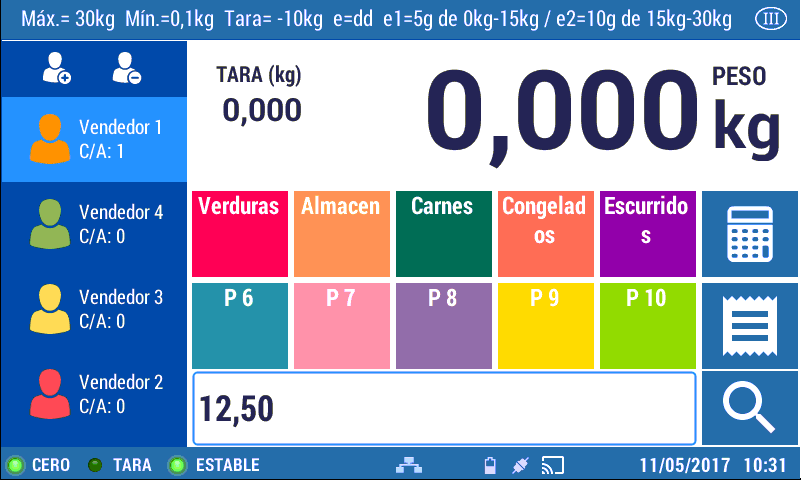 Máx.= 30kg Mín.=0,1kg Tara= -10kg e=dd e1=5g de 0kg-15kg / e2=10g de 15kg-30kg III
TARA (kg)
0,000
0,000
PESO
kg
Vendedor 1
C/A: 1
Vendedor 4
C/A: 0
Vendedor 3
C/A: 0
Vendedor 2
C/A: 0
Verduras
Almacen
Carnes
Congelad
os
Escurrido
s
P 6
P 7
P 8
P 9
P 10
12,50
CERO TARA ESTABLE 11/05/2017 10:31